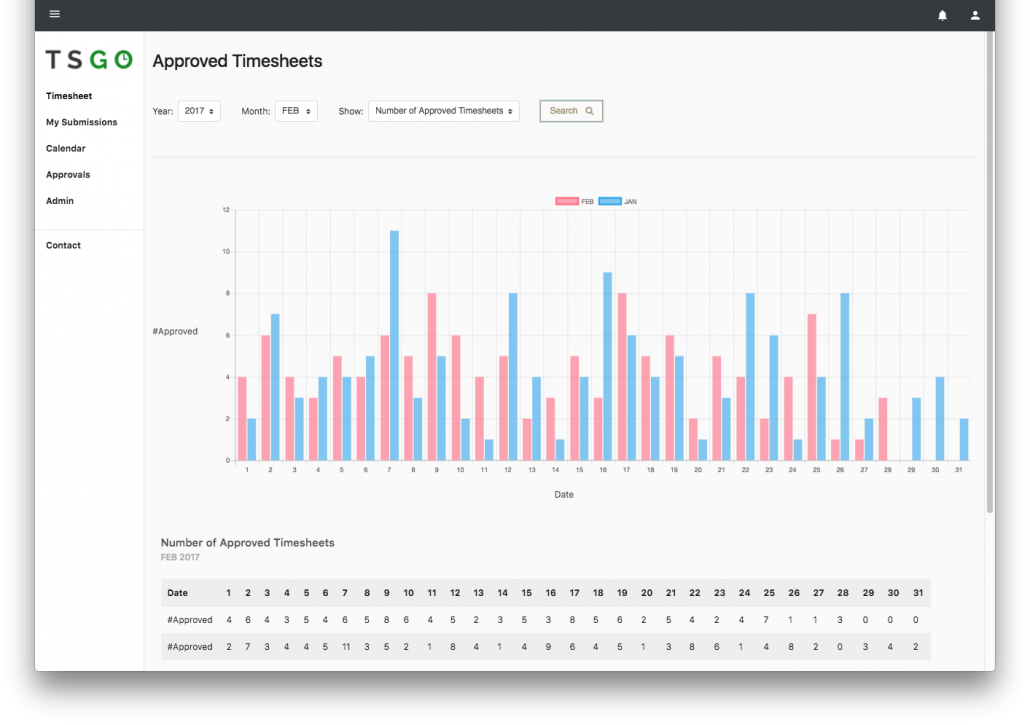 TSGO
Approved Timesheets
Timesheet
My Submissions
Calendar
Approvals
Admin
Contact
Year: 2017 Month: FEB Show: Number of Approved Timesheets Search
FEB JAN
12
10
8
6
4
2
0
#Approved
1 2 3 4 5 6 7 8 9 10 11 12 13 14 15 16 17 18 19 20 21 22 23 24 25 26 27 28 29 30 31
Date
Number of Approved Timesheets
FEB 2017
Date 1 2 3 4 5 6 7 8 9 10 11 12 13 14 15 16 17 18 19 20 21 22 23 24 25 26 27 28 29 30 31
#Approved 4 6 4 3 5 4 6 5 8 6 4 5 2 3 5 3 8 5 6 2 5 4 2 4 7 1 1 3 0 0 0
#Approved 2 7 3 4 4 5 11 3 5 2 1 8 4 1 4 9 6 4 5 1 3 8 6 1 4 8 2 0 3 4 2